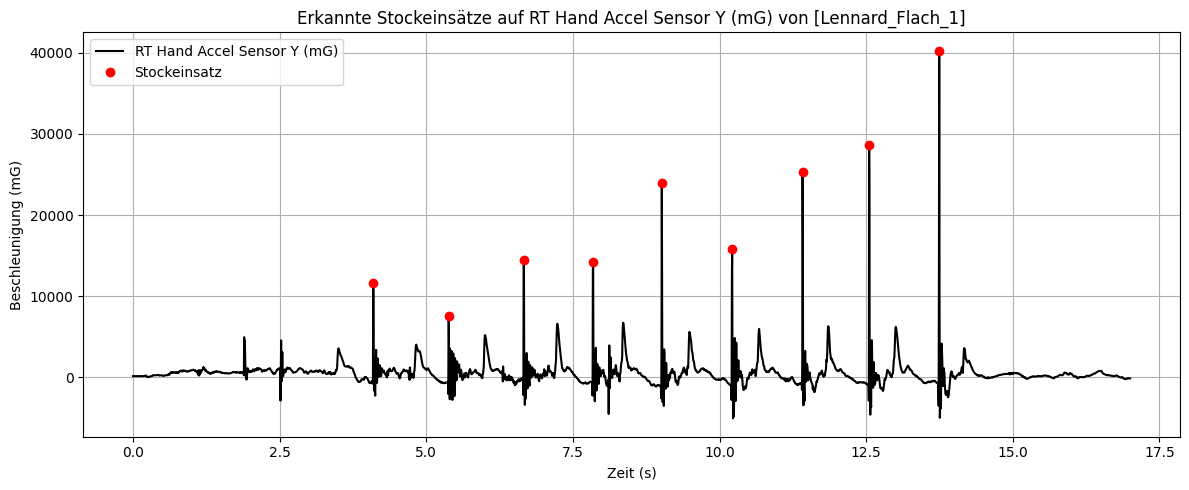 Erkannte Stockeinsätze auf RT Hand Accel Sensor Y (mG) von [Lennard_Flach_1]
RT Hand Accel Sensor Y (mG)
Stockeinsatz
Beschleunigung (mG)
40000
30000
20000
10000
0
0.0
2.5
5.0
7.5
10.0
12.5
15.0
17.5
Zeit (s)